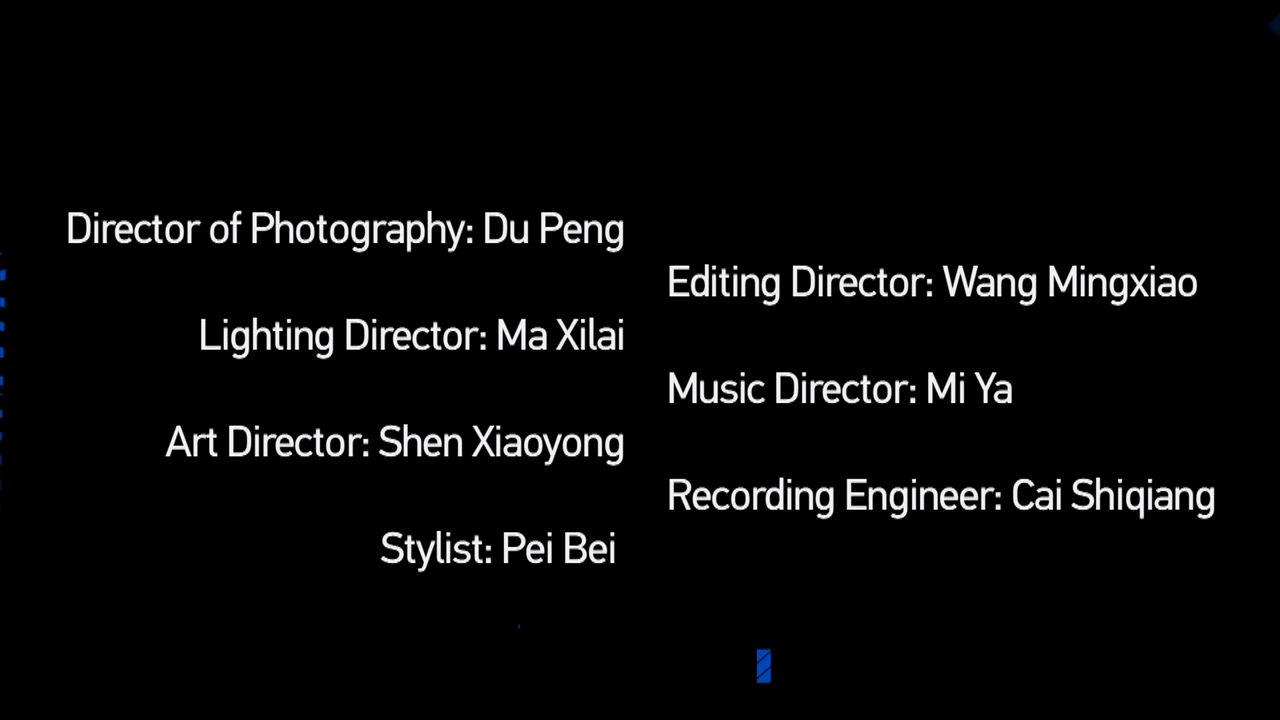 Director of Photography: Du Peng
Editing Director: Wang Mingxiao
Lighting Director: Ma Xilai
Music Director: Mi Ya
Art Director: Shen Xiaoyong
Recording Engineer: Cai Shiqiang
Stylist: Pei Bei